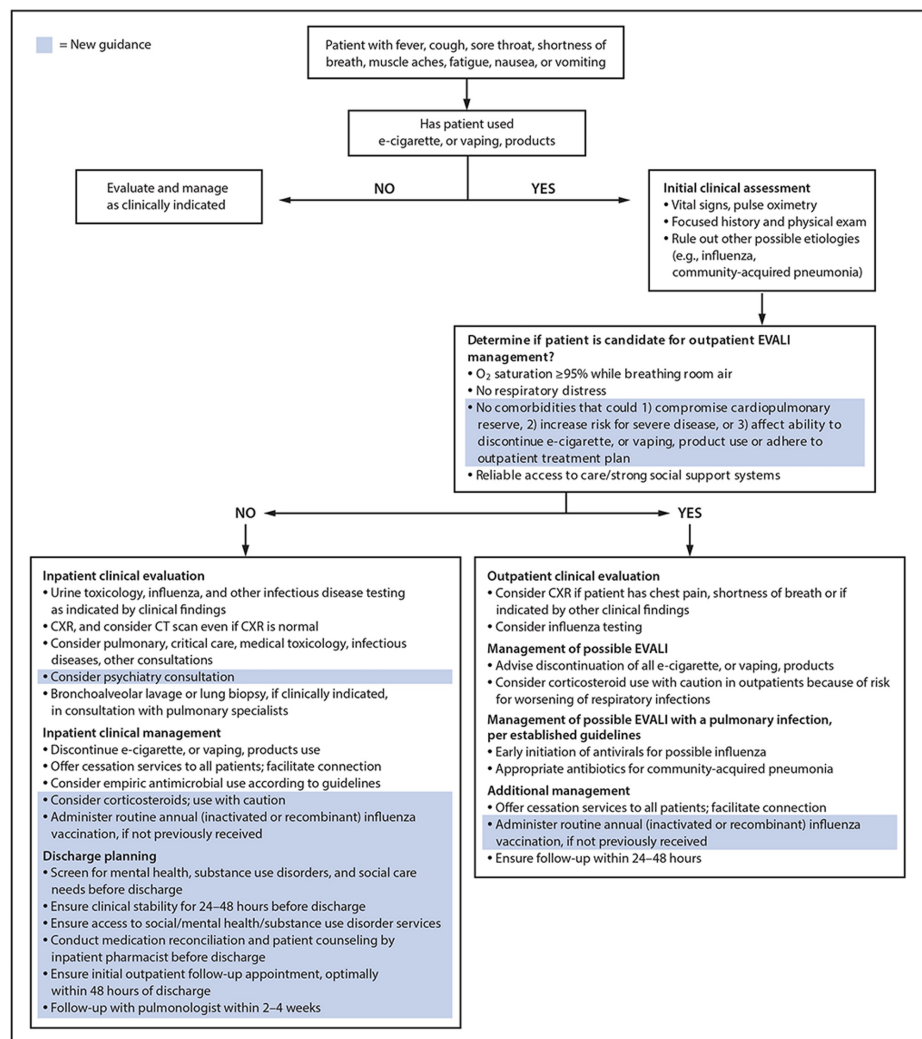 = New guidance
Patient with fever, cough, sore throat, shortness of
breath, muscle aches, fatigue, nausea, or vomiting
Has patient used
e-cigarette, or vaping, products
NO
YES
Evaluate and manage
as clinically indicated
Initial clinical assessment
• Vital signs, pulse oximetry
• Focused history and physical exam
• Rule out other possible etiologies
(e.g., influenza,
community-acquired pneumonia)
Determine if patient is candidate for outpatient EVALI
management?
• O₂ saturation ≥95% while breathing room air
• No respiratory distress
• No comorbidities that could 1) compromise cardiopulmonary
reserve, 2) increase risk for severe disease, or 3) affect ability to
discontinue e-cigarette, or vaping, product use or adhere to
outpatient treatment plan
• Reliable access to care/strong social support systems
NO
YES
Inpatient clinical evaluation
• Urine toxicology, influenza, and other infectious disease testing
as indicated by clinical findings
• CXR, and consider CT scan even if CXR is normal
• Consider pulmonary, critical care, medical toxicology, infectious
diseases, other consultations
• Consider psychiatry consultation
• Bronchoalveolar lavage or lung biopsy, if clinically indicated,
in consultation with pulmonary specialists
Inpatient clinical management
• Discontinue e-cigarette, or vaping, products use
• Offer cessation services to all patients; facilitate connection
• Consider empiric antimicrobial use according to guidelines
• Consider corticosteroids; use with caution
• Administer routine annual (inactivated or recombinant) influenza
vaccination, if not previously received
Discharge planning
• Screen for mental health, substance use disorders, and social care
needs before discharge
• Ensure clinical stability for 24–48 hours before discharge
• Ensure access to social/mental health/substance use disorder services
• Conduct medication reconciliation and patient counseling by
inpatient pharmacist before discharge
• Ensure initial outpatient follow-up appointment, optimally
within 48 hours of discharge
• Follow-up with pulmonologist within 2–4 weeks
Outpatient clinical evaluation
• Consider CXR if patient has chest pain, shortness of breath or if
indicated by other clinical findings
• Consider influenza testing
Management of possible EVALI
• Advise discontinuation of all e-cigarette, or vaping, products
• Consider corticosteroid use with caution in outpatients because of risk
for worsening of respiratory infections
Management of possible EVALI with a pulmonary infection,
per established guidelines
• Early initiation of antivirals for possible influenza
• Appropriate antibiotics for community-acquired pneumonia
Additional management
• Offer cessation services to all patients; facilitate connection
• Administer routine annual (inactivated or recombinant) influenza
vaccination, if not previously received
• Ensure follow-up within 24–48 hours